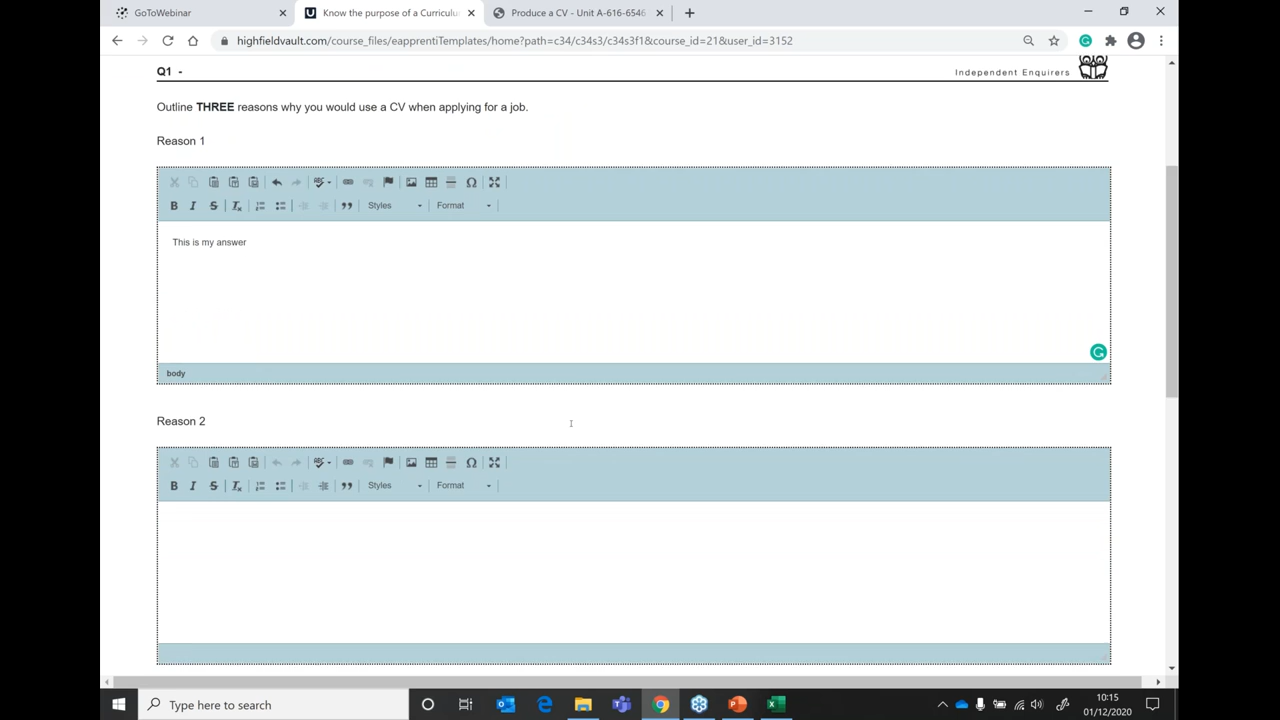 GoToWebinar
Know the purpose of a Curriculu
Produce a CV - Unit A-616-6546
highfieldvault.com/course_files/eapprentiTemplates/home?path=c34/c34s3/c34s3f1&course_id=21&user_id=3152
Q1 -
Independent Enquirers
Outline THREE reasons why you would use a CV when applying for a job.
Reason 1
Styles
Format
This is my answer
body
Reason 2
Styles
Format
Type here to search
10:15
01/12/2020